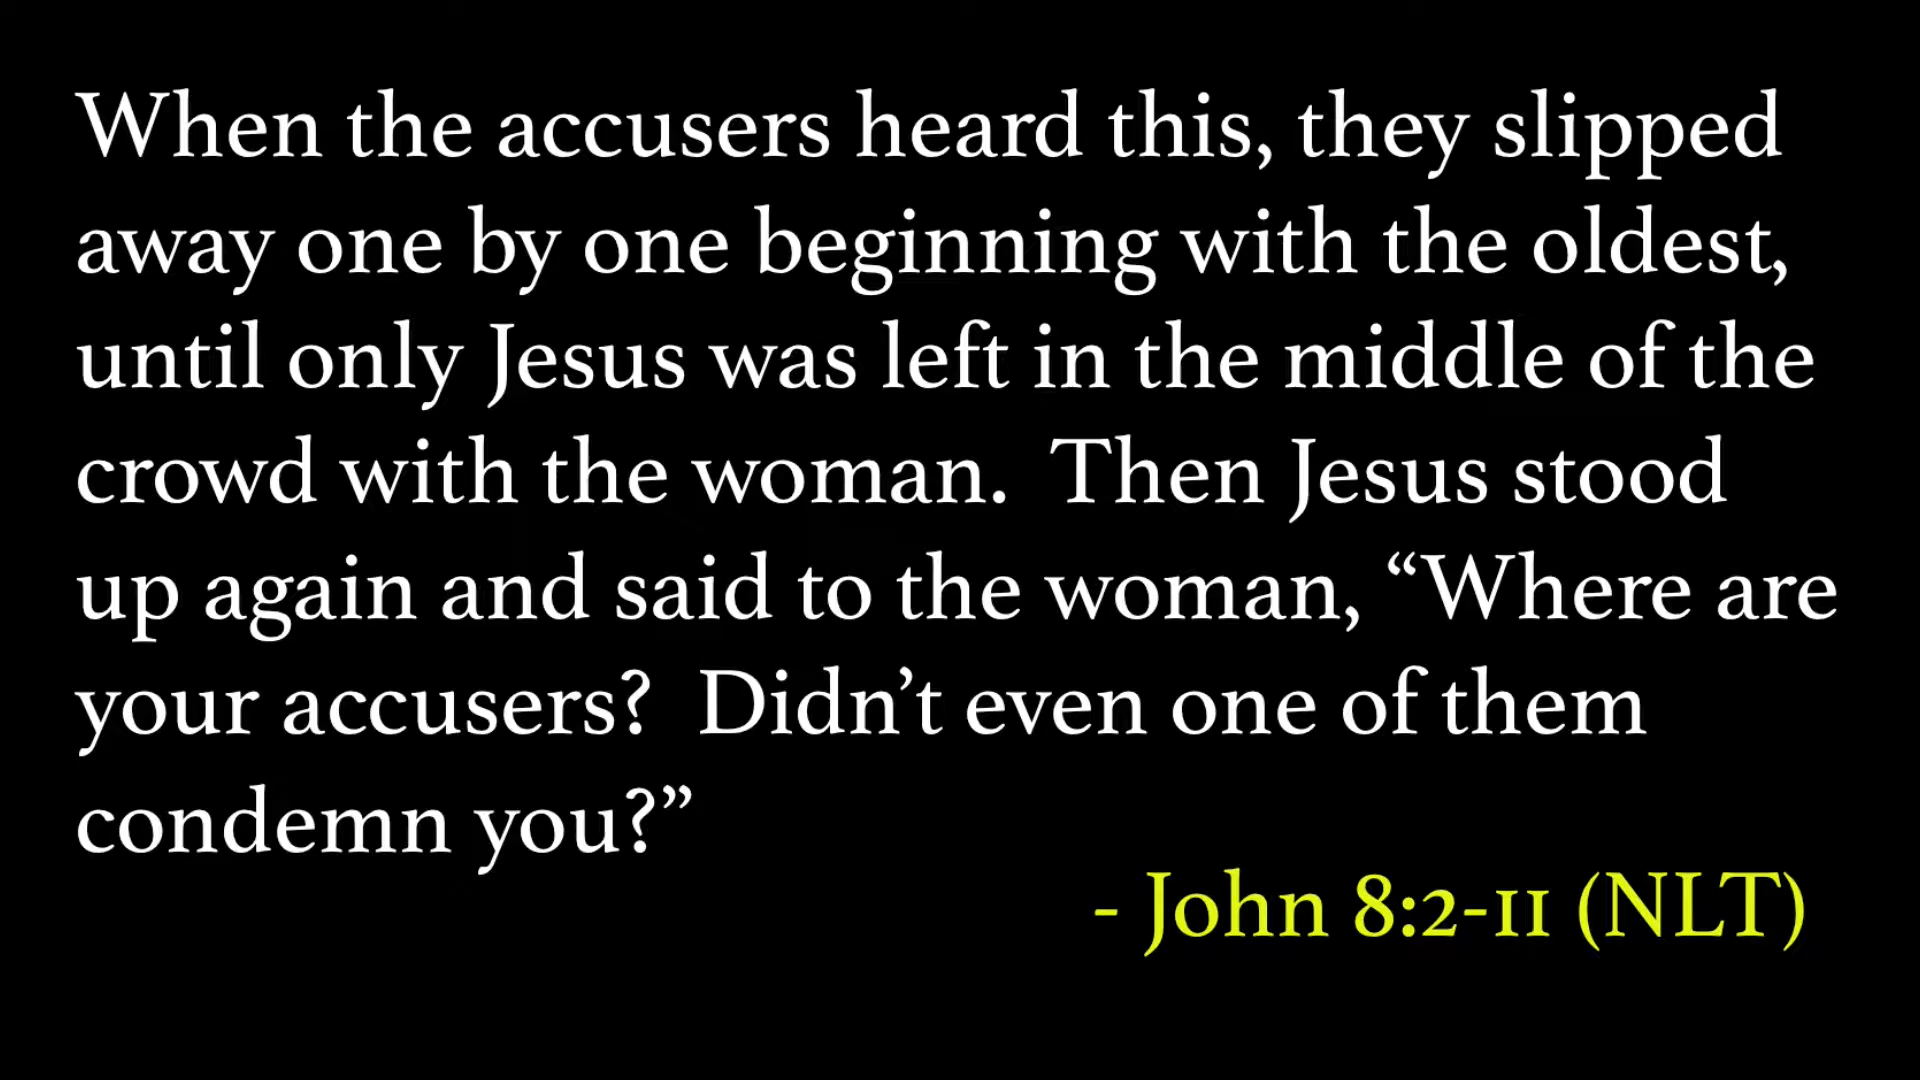 When the accusers heard this, they slipped
away one by one beginning with the oldest,
until only Jesus was left in the middle of the
crowd with the woman.  Then Jesus stood
up again and said to the woman, “Where are
your accusers?  Didn’t even one of them
condemn you?”
- John 8:2-11 (NLT)